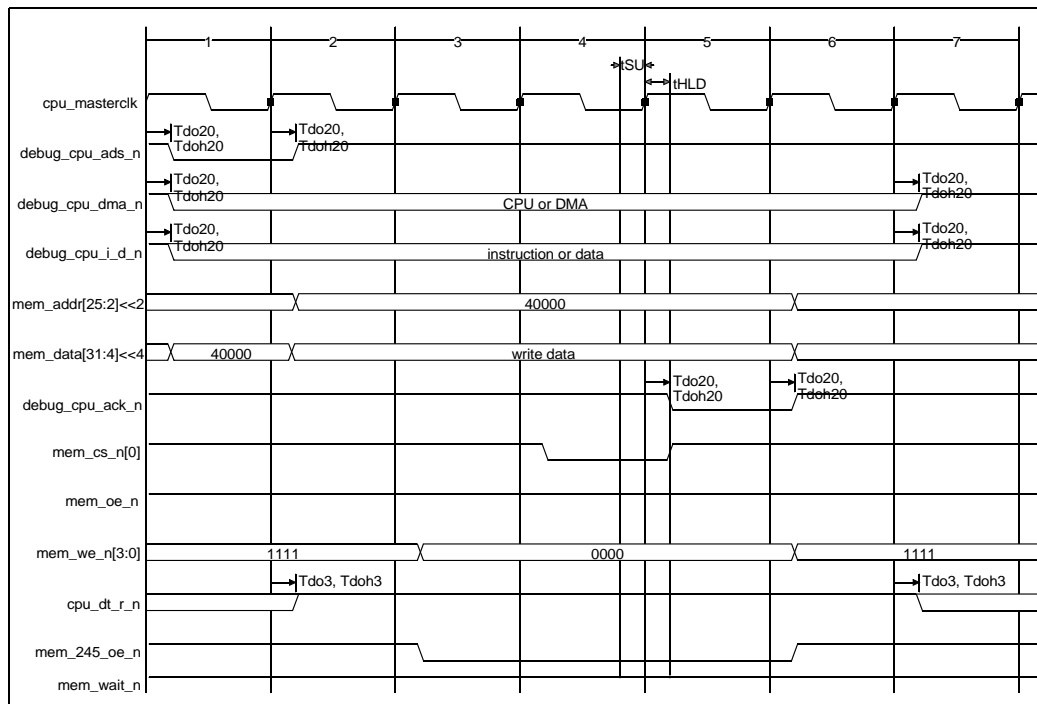 1 2 3 4 5 6 7
tSU
tHLD
cpu_masterclk
Tdo20, Tdo20,
Tdoh20 Tdoh20
debug_cpu_ads_n
Tdo20, Tdo20,
Tdoh20 Tdoh20
debug_cpu_dma_n CPU or DMA
Tdo20, Tdo20,
Tdoh20 Tdoh20
debug_cpu_i_d_n instruction or data
mem_addr[25:2]<<2 40000
mem_data[31:4]<<4 40000 write data
Tdo20, Tdo20,
Tdoh20 Tdoh20
debug_cpu_ack_n
mem_cs_n[0]
mem_oe_n
mem_we_n[3:0] 1111 0000 1111
Tdo3, Tdoh3 Tdo3, Tdoh3
cpu_dt_r_n
mem_245_oe_n
mem_wait_n